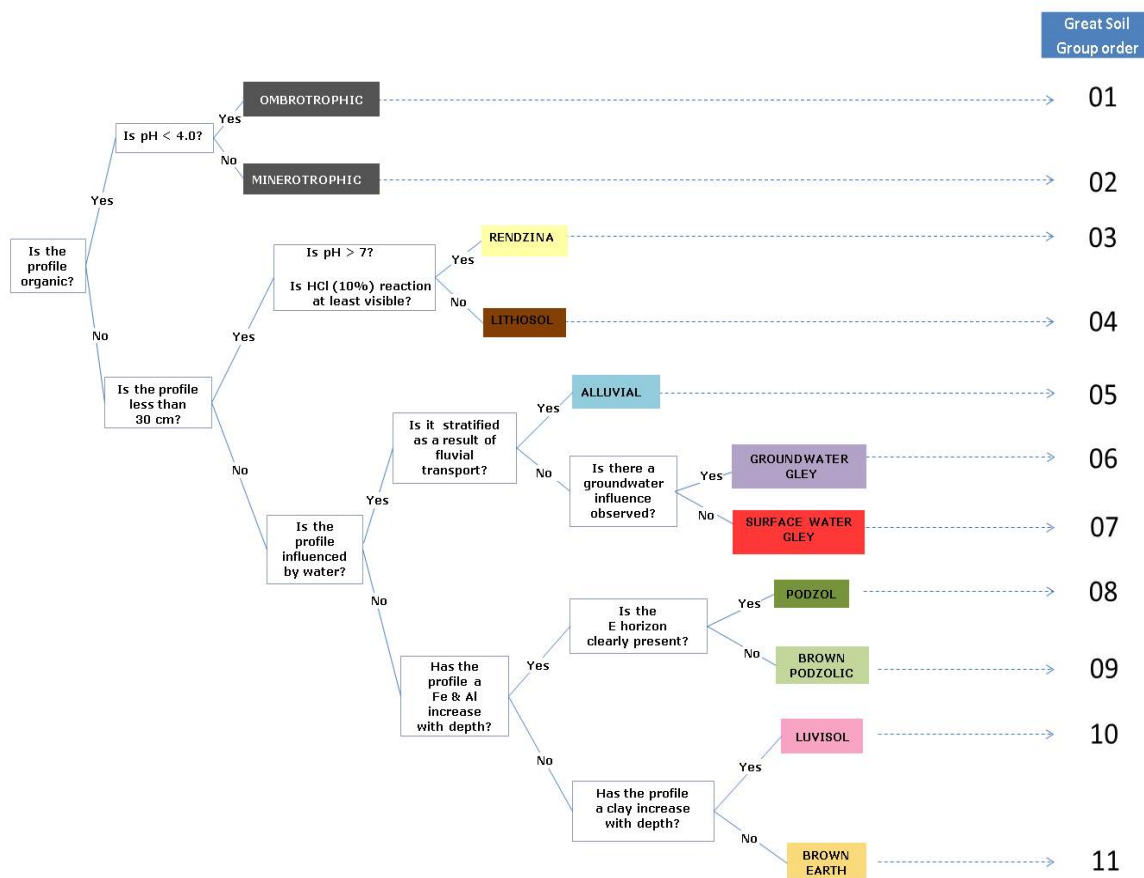 Great Soil
Group order
OMBROTROPHIC
01
Yes
Is pH < 4.0?
No
MINEROTROPHIC
02
Yes
Is the
profile
organic?
No
Is pH > 7?
Is HCl (10%) reaction
at least visible?
Yes
RENDZINA
03
No
LITHOSOL
04
Yes
Is the profile
less than
30 cm?
No
ALLUVIAL
05
Yes
Is it stratified
as a result of
fluvial
transport?
No
Is there a
groundwater
influence
observed?
Yes
GROUNDWATER
GLEY
06
No
SURFACE WATER
GLEY
07
Yes
Is the
profile
influenced
by water?
No
Is the
E horizon
clearly present?
Yes
PODZOL
08
No
BROWN
PODZOLIC
09
Yes
Has the
profile a
Fe & Al
increase
with depth?
No
LUVISOL
10
Yes
Has the profile
a clay increase
with depth?
No
BROWN
EARTH
11